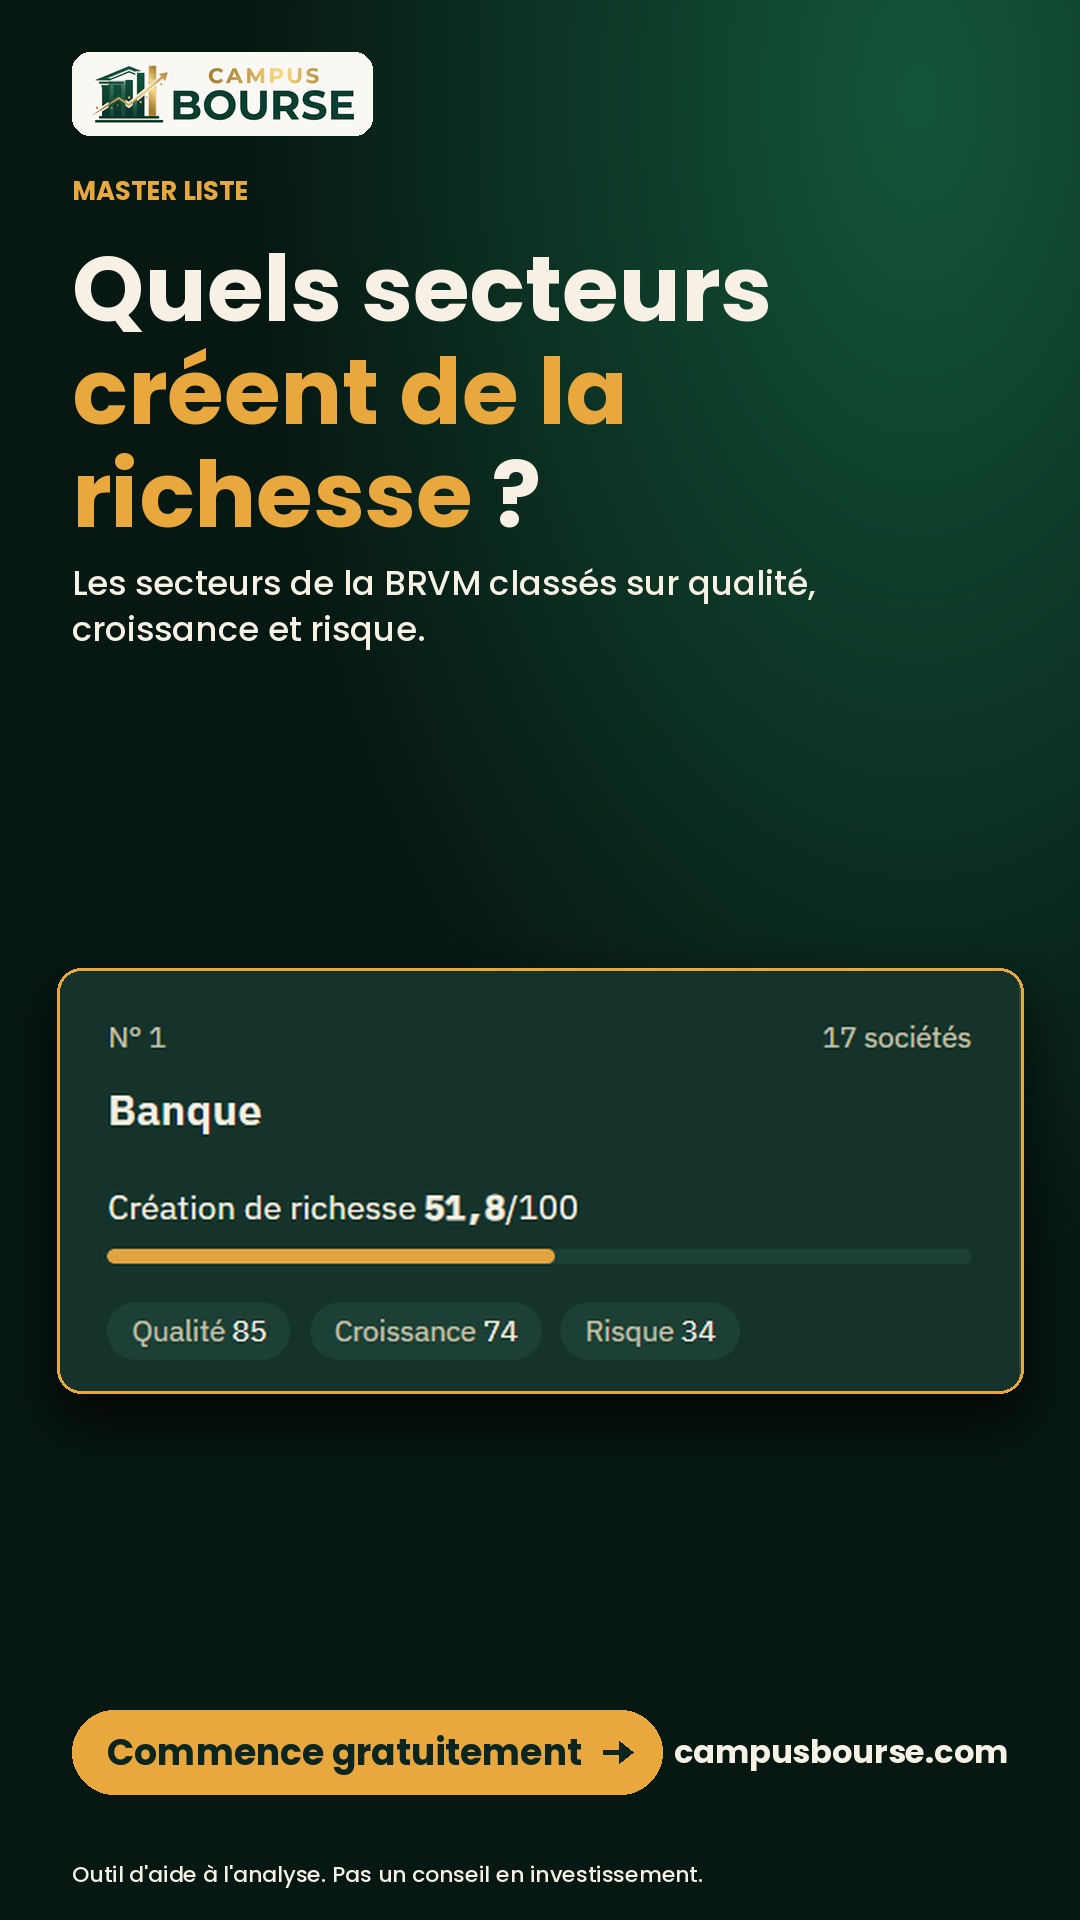 CAMPUS
BOURSE
MASTER LISTE
Quels secteurs
créent de la
richesse ?
Les secteurs de la BRVM classés sur qualité,
croissance et risque.
N° 1
17 sociétés
Banque
Création de richesse 51,8/100
Qualité 85
Croissance 74
Risque 34
Commence gratuitement →
campusbourse.com
Outil d'aide à l'analyse. Pas un conseil en investissement.